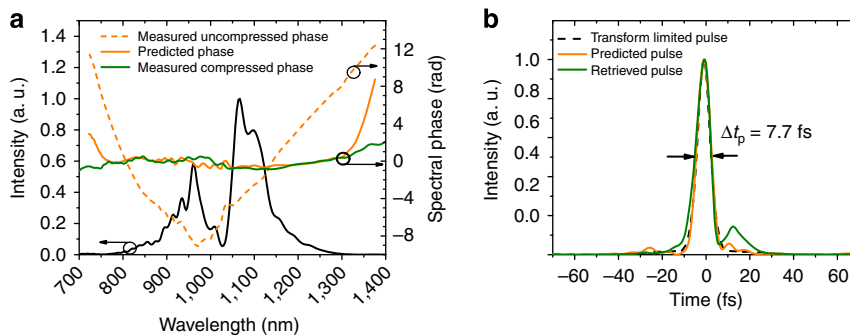 a
Measured uncompressed phase
Predicted phase
Measured compressed phase
Intensity (a. u.)
1.4
1.2
1.0
0.8
0.6
0.4
0.2
0.0
700
800
900
1,000
1,100
1,200
1,300
1,400
Wavelength (nm)
12
8
4
0
−4
−8
Spectral phase (rad)
b
Transform limited pulse
Predicted pulse
Retrieved pulse
Δtp = 7.7 fs
Intensity (a. u.)
1.0
0.8
0.6
0.4
0.2
0.0
−60
−40
−20
0
20
40
60
Time (fs)